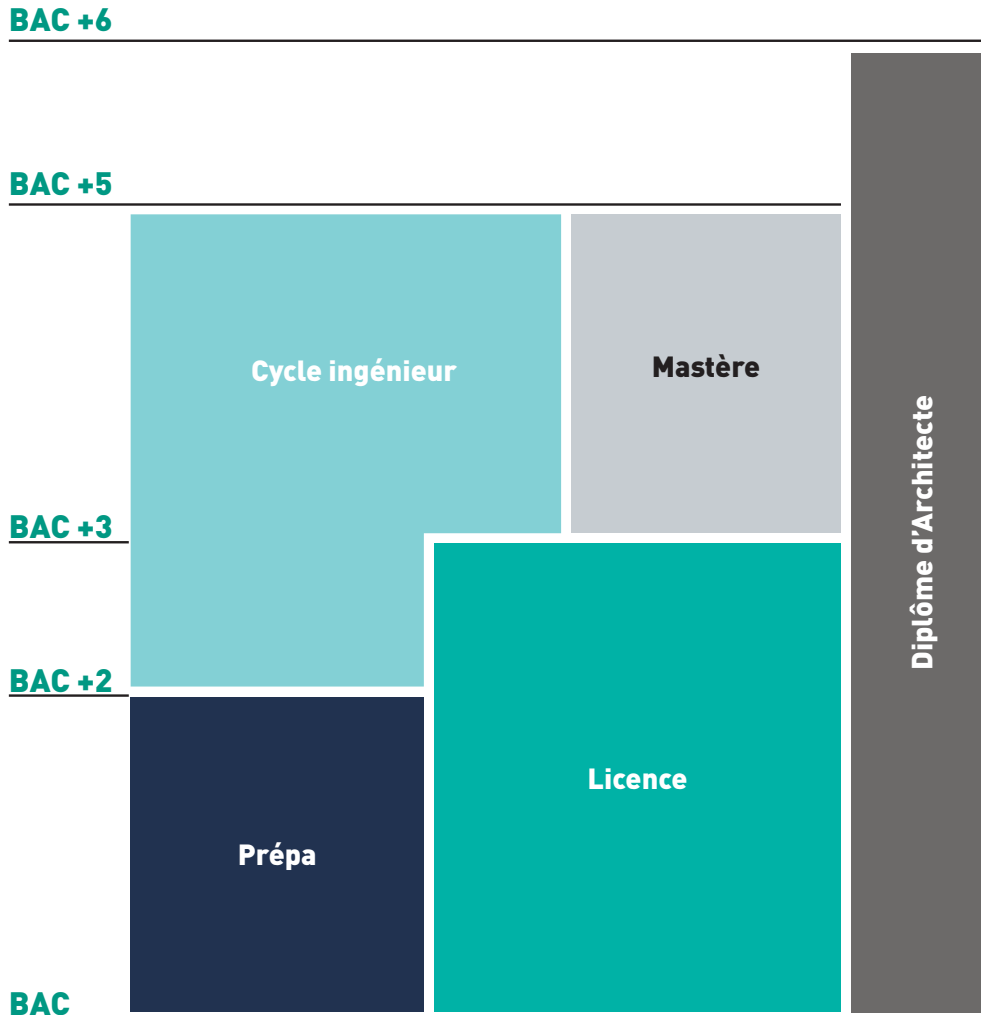 BAC +6
BAC +5
Cycle ingénieur
Mastère
BAC +3
Diplôme d'Architecte
BAC +2
Licence
Prépa
BAC